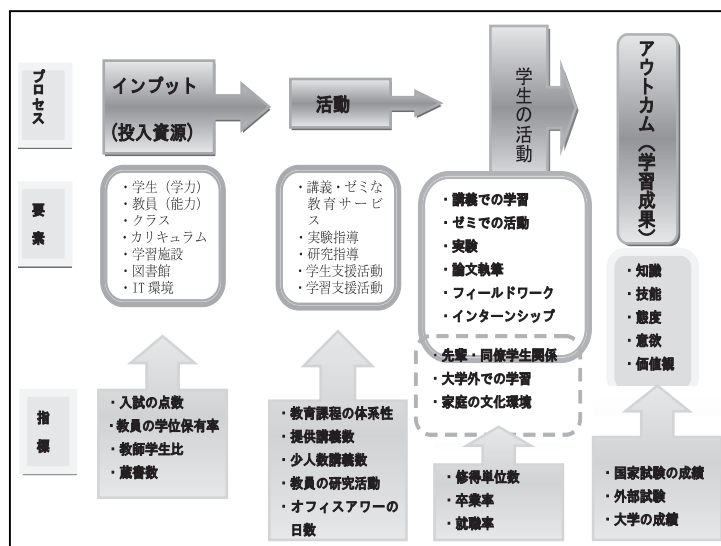 プロセス
インプット
(投入資源)
活動
学生の活動
アウトカム（学習成果）
要素
・学生（学力）
・教員（能力）
・クラス
・カリキュラム
・学習施設
・図書館
・IT 環境
・講義・ゼミな
教育サービ
ス
・実験指導
・研究指導
・学生支援活動
・学習支援活動
・講義での学習
・ゼミでの活動
・実験
・論文執筆
・フィールドワーク
・インターンシップ
・先輩・同僚学生関係
・大学外での学習
・家庭の文化環境
・知識
・技能
・態度
・意欲
・価値観
指標
・入試の点数
・教員の学位保有率
・教師学生比
・蔵書数
・教育課程の体系性
・提供講義数
・少人数講義数
・教員の研究活動
・オフィスアワーの
日数
・修得単位数
・卒業率
・就職率
・国家試験の成績
・外部試験
・大学の成績